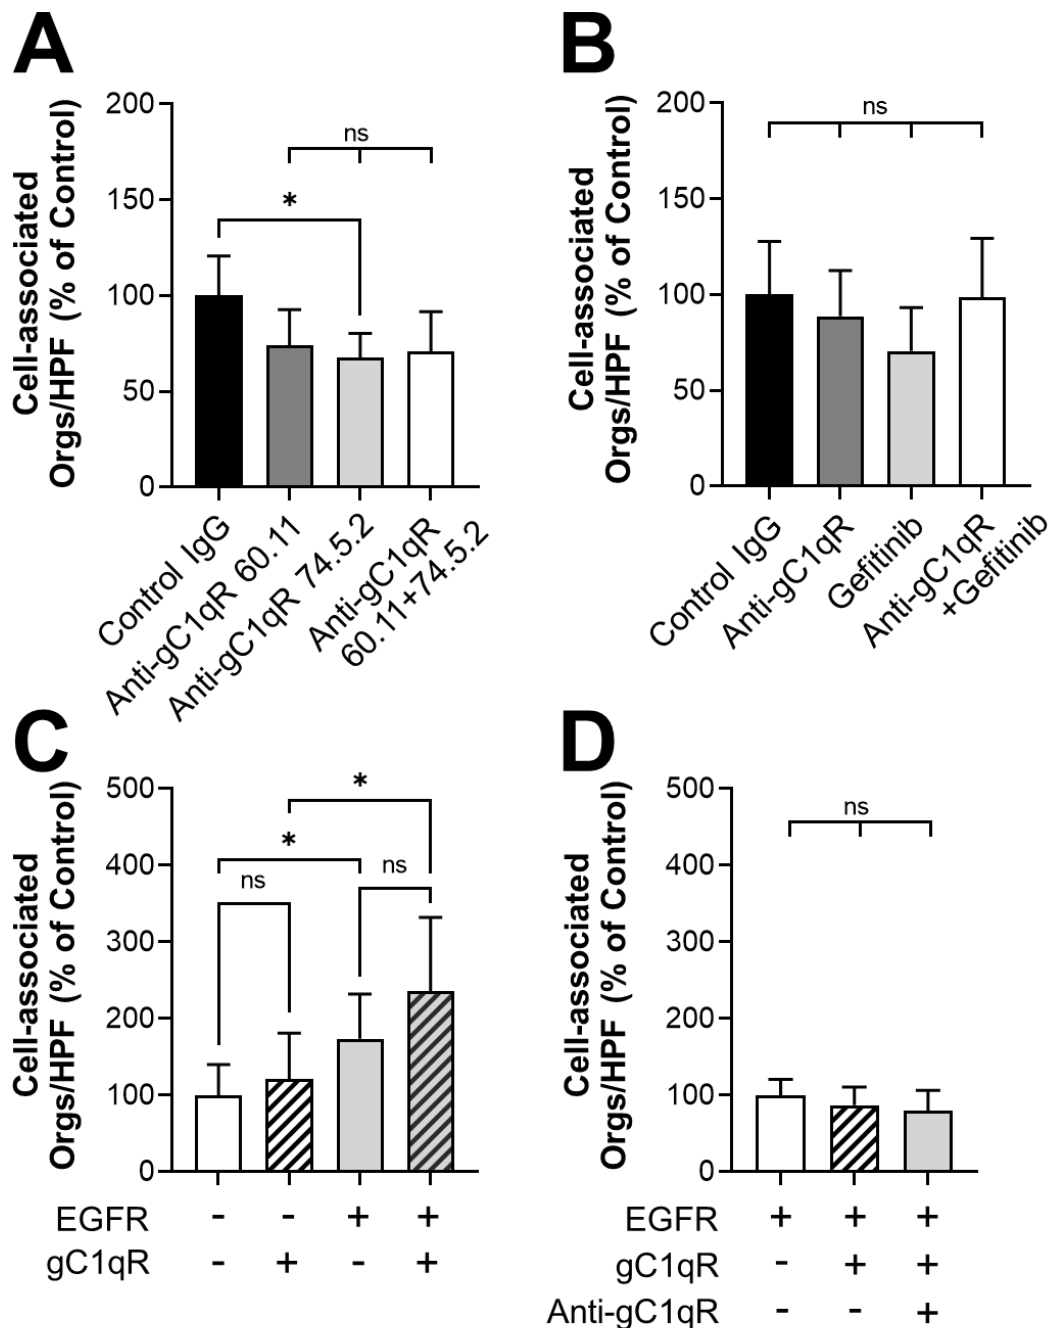 A
Cell-associated
Orgs/HPF (% of Control)
200
150
100
50
0
ns
*
Control IgG
Anti-gC1qR 60.11
Anti-gC1qR 74.5.2
Anti-gC1qR
60.11+74.5.2
B
Cell-associated
Orgs/HPF (% of Control)
200
150
100
50
0
ns
Control IgG
Anti-gC1qR
Gefitinib
Anti-gC1qR
+Gefitinib
C
Cell-associated
Orgs/HPF (% of Control)
500
400
300
200
100
0
*
*
ns
ns
EGFR - - + +
gC1qR - + - +
D
Cell-associated
Orgs/HPF (% of Control)
500
400
300
200
100
0
ns
EGFR + + +
gC1qR - + +
Anti-gC1qR - - +